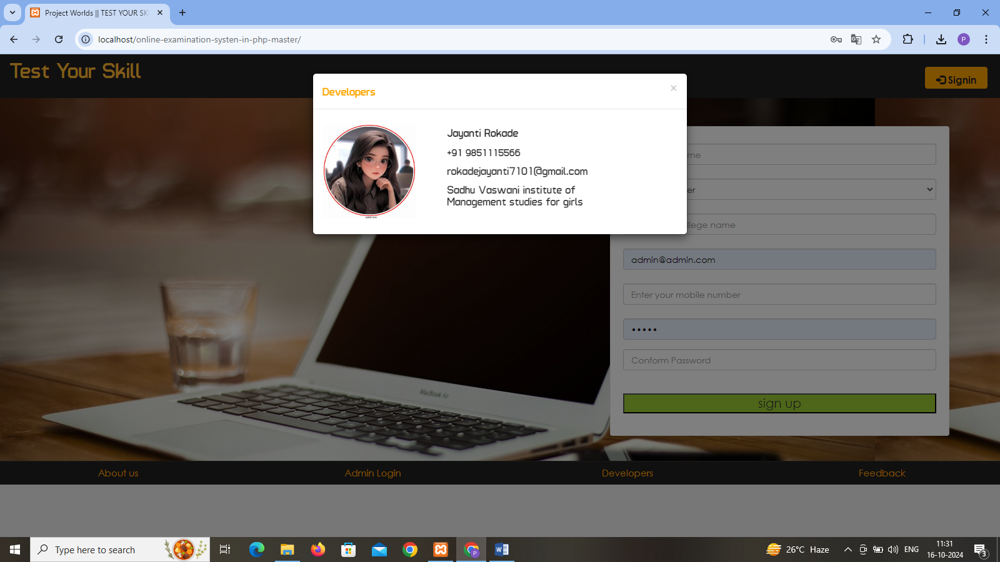 Project Worlds || TEST YOUR SK
localhost/online-examination-systen-in-php-master/
P
Test Your Skill
Signin
Developers
×
Jayanti Rokade
+91 9851115566
rokadejayanti7101@gmail.com
Sadhu Vaswani institute of
Management studies for girls
me
er
llege name
admin@admin.com
Enter your mobile number
•••••
Conform Password
sign up
MacBook Air
About us
Admin Login
Developers
Feedback
Type here to search
26°C Haze
ENG
11:31
16-10-2024
3